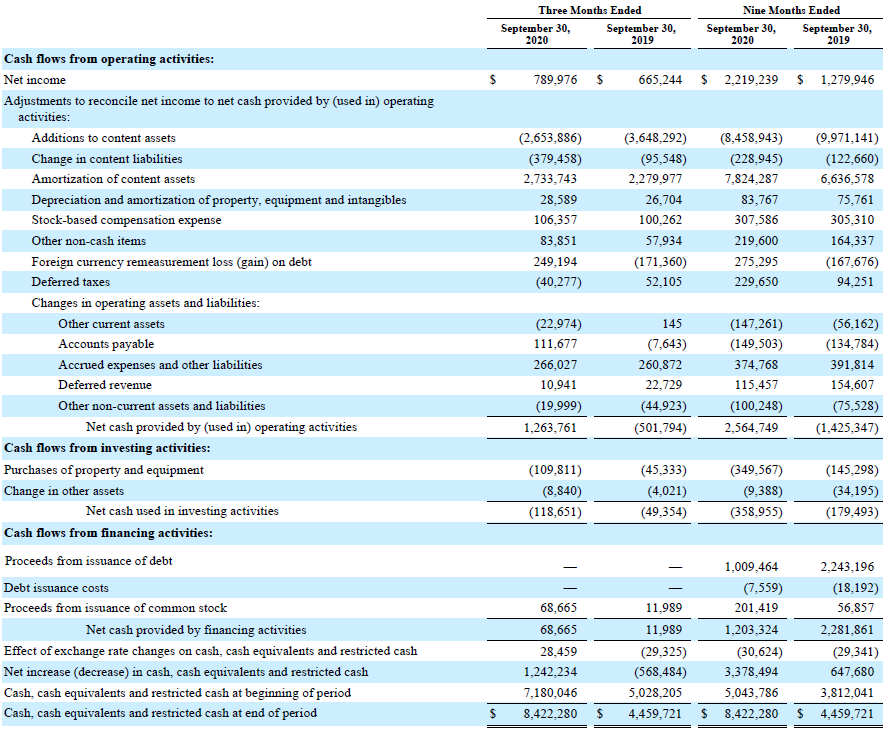 Three Months Ended Nine Months Ended
September 30, September 30, September 30, September 30,
2020 2019 2020 2019
Cash flows from operating activities:
Net income $ 789,976 $ 665,244 $ 2,219,239 $ 1,279,946
Adjustments to reconcile net income to net cash provided by (used in) operating
activities:
Additions to content assets (2,653,886) (3,648,292) (8,458,943) (9,971,141)
Change in content liabilities (379,458) (95,548) (228,945) (122,660)
Amortization of content assets 2,733,743 2,279,977 7,824,287 6,636,578
Depreciation and amortization of property, equipment and intangibles 28,589 26,704 83,767 75,761
Stock-based compensation expense 106,357 100,262 307,586 305,310
Other non-cash items 83,851 57,934 219,600 164,337
Foreign currency remeasurement loss (gain) on debt 249,194 (171,360) 275,295 (167,676)
Deferred taxes (40,277) 52,105 229,650 94,251
Changes in operating assets and liabilities:
Other current assets (22,974) 145 (147,261) (56,162)
Accounts payable 111,677 (7,643) (149,503) (134,784)
Accrued expenses and other liabilities 266,027 260,872 374,768 391,814
Deferred revenue 10,941 22,729 115,457 154,607
Other non-current assets and liabilities (19,999) (44,923) (100,248) (75,528)
Net cash provided by (used in) operating activities 1,263,761 (501,794) 2,564,749 (1,425,347)
Cash flows from investing activities:
Purchases of property and equipment (109,811) (45,333) (349,567) (145,298)
Change in other assets (8,840) (4,021) (9,388) (34,195)
Net cash used in investing activities (118,651) (49,354) (358,955) (179,493)
Cash flows from financing activities:
Proceeds from issuance of debt — — 1,009,464 2,243,196
Debt issuance costs — — (7,559) (18,192)
Proceeds from issuance of common stock 68,665 11,989 201,419 56,857
Net cash provided by financing activities 68,665 11,989 1,203,324 2,281,861
Effect of exchange rate changes on cash, cash equivalents and restricted cash 28,459 (29,325) (30,624) (29,341)
Net increase (decrease) in cash, cash equivalents and restricted cash 1,242,234 (568,484) 3,378,494 647,680
Cash, cash equivalents and restricted cash at beginning of period 7,180,046 5,028,205 5,043,786 3,812,041
Cash, cash equivalents and restricted cash at end of period $ 8,422,280 $ 4,459,721 $ 8,422,280 $ 4,459,721